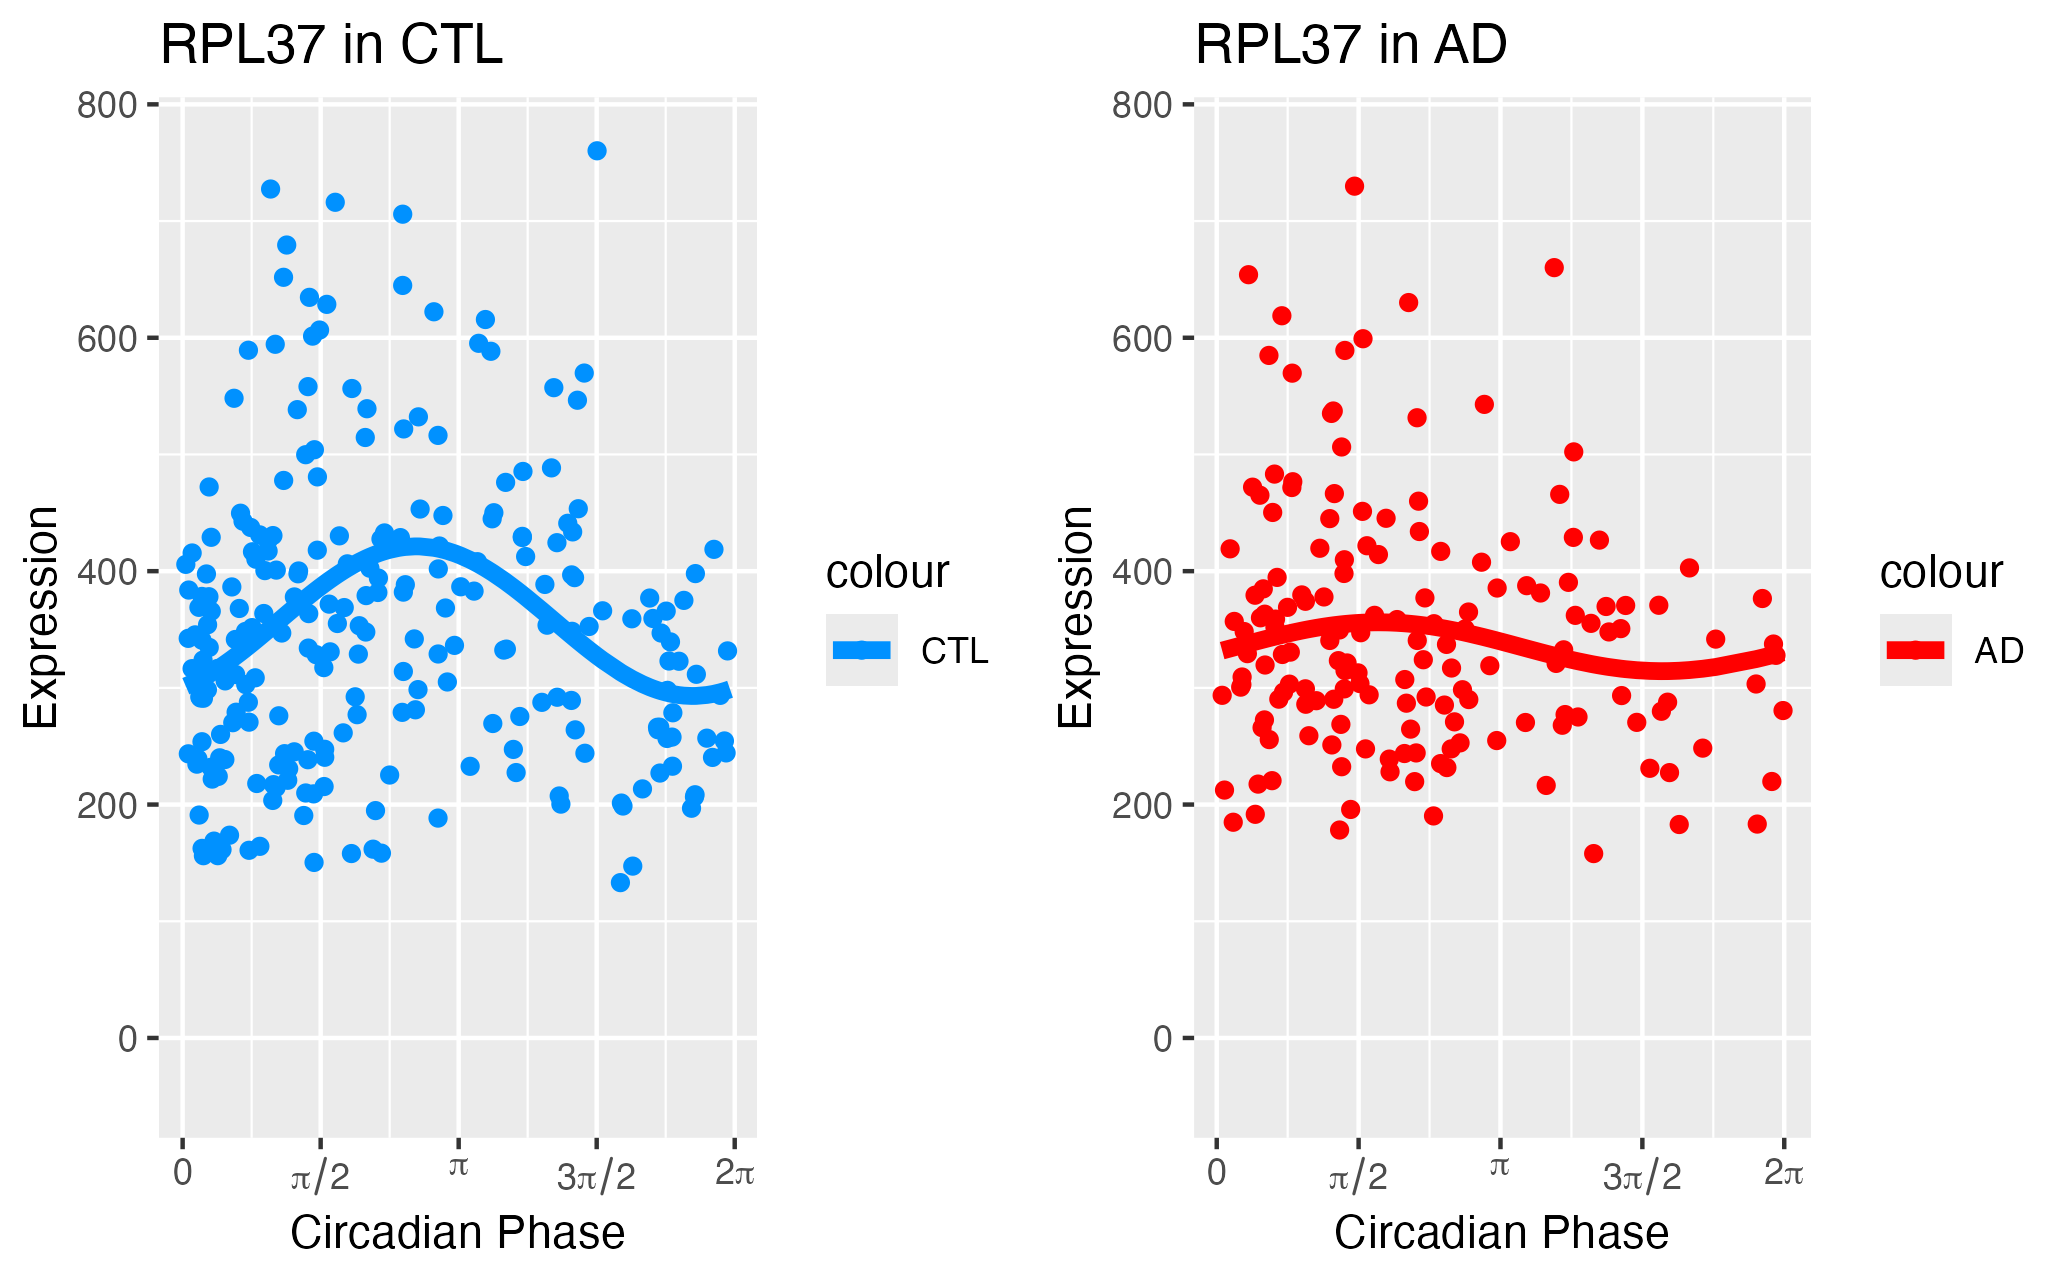 RPL37 in CTL
800
600
400
200
0
Expression
0
π/2
π
3π/2
2π
Circadian Phase
colour
CTL
RPL37 in AD
800
600
400
200
0
Expression
0
π/2
π
3π/2
2π
Circadian Phase
colour
AD